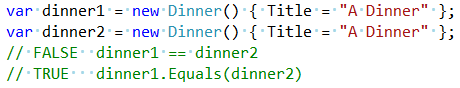 var dinner1 = new Dinner() { Title = "A Dinner" };
var dinner2 = new Dinner() { Title = "A Dinner" };
// FALSE  dinner1 == dinner2
// TRUE   dinner1.Equals(dinner2)